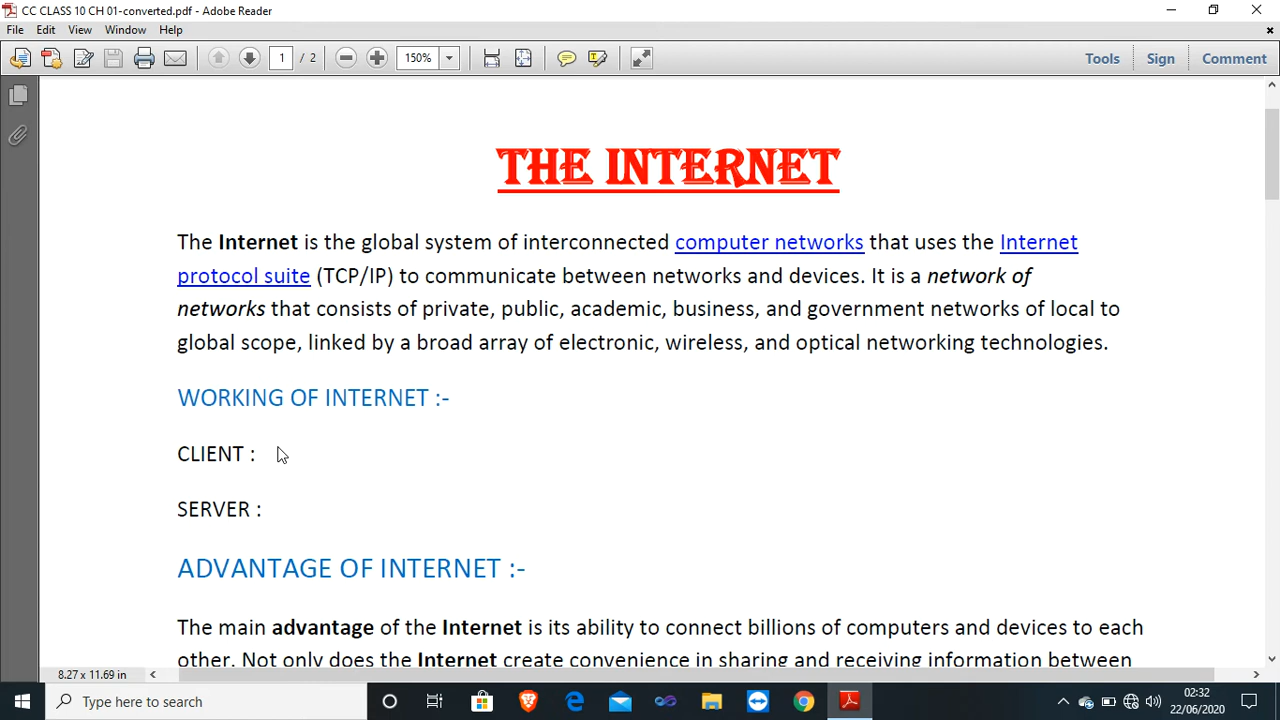 CC CLASS 10 CH 01-converted.pdf - Adobe Reader
File Edit View Window Help
1 / 2 150% Tools Sign Comment
THE INTERNET
The Internet is the global system of interconnected computer networks that uses the Internet
protocol suite (TCP/IP) to communicate between networks and devices. It is a network of
networks that consists of private, public, academic, business, and government networks of local to
global scope, linked by a broad array of electronic, wireless, and optical networking technologies.
WORKING OF INTERNET :-
CLIENT :
SERVER :
ADVANTAGE OF INTERNET :-
The main advantage of the Internet is its ability to connect billions of computers and devices to each
other. Not only does the Internet create convenience in sharing and receiving information between
8.27 x 11.69 in
Type here to search
02:32
22/06/2020